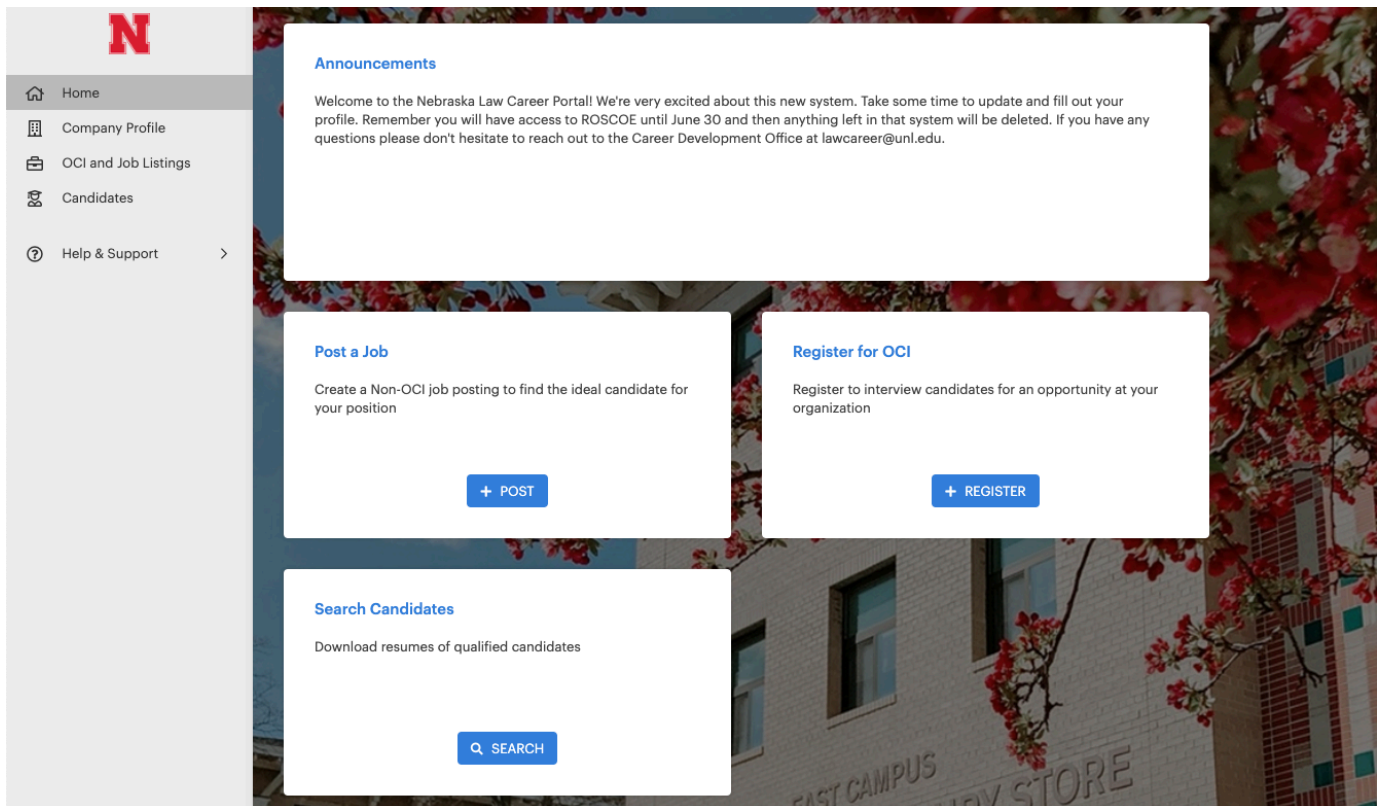 N
Home
Company Profile
OCI and Job Listings
Candidates
Help & Support
Announcements
Welcome to the Nebraska Law Career Portal! We're very excited about this new system. Take some time to update and fill out your
profile. Remember you will have access to ROSCOE until June 30 and then anything left in that system will be deleted. If you have any
questions please don't hesitate to reach out to the Career Development Office at lawcareer@unl.edu.
Post a Job
Create a Non-OCI job posting to find the ideal candidate for
your position
+ POST
Register for OCI
Register to interview candidates for an opportunity at your
organization
+ REGISTER
Search Candidates
Download resumes of qualified candidates
SEARCH
EAST CAMPUS
STORE